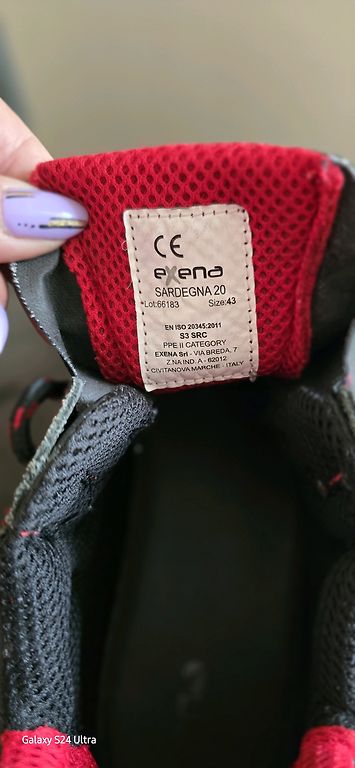 CE
exena
SARDEGNA 20
Lot:66183 Size:43
EN ISO 20345:2011
S3 SRC
PPE II CATEGORY
EXENA Srl - VIA BREDA, 7
Z.NA IND. A - 62012
CIVITANOVA MARCHE - ITALY
Galaxy S24 Ultra